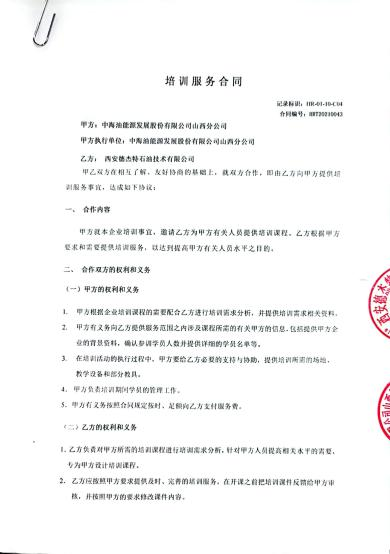 培训服务合同
记录标识：HR-03-10-C04
合同编号：HBT20210043
甲方：中海油能源发展股份有限公司山西分公司
甲方执行单位：中海油能源发展股份有限公司山西分公司
乙方：西安德杰特石油技术有限公司
甲乙双方在相互了解、友好协商的基础上，就双方合作，即由乙方向甲方提供培
训服务事宜，达成如下协议：
一、 合作内容
甲方就本企业培训事宜，邀请乙方为甲方有关人员提供培训课程。乙方根据甲方
要求和需要提供培训服务，以达到提高甲方有关人员水平之目的。
二、 合作双方的权利和义务
（一）甲方的权利和义务
1. 甲方根据企业培训课程的需要配合乙方进行培训需求分析，并提供培训需求相关资料。
2. 甲方有义务向乙方提供服务范围之内涉及课程所需的有关甲方的信息，包括提供甲方企
业的背景资料，确认参训学员人数并提供详细的学员名单等。
3. 在培训活动的执行过程中，甲方要给乙方必要的支持与协助，提供培训所需的场地、
教学设备和部分教具。
4. 甲方负责培训期间学员的管理工作。
5. 甲方有义务按照合同规定按时、足额向乙方支付服务费。
（二）乙方的权利和义务
1. 乙方负责对甲方所需的培训课程进行培训需求分析，针对甲方人员提高相关水平的需要，
专为甲方设计培训课程。
2. 乙方应按照甲方要求提供及时、完善的培训服务，在开课之前把培训课件反馈给甲方审
核，并按照甲方的要求修改课件内容。
西安德杰